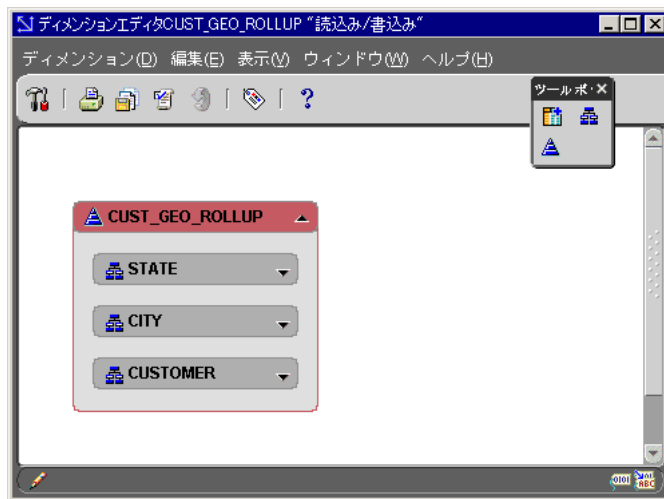 ディメンションエディタCUST_GEO_ROLLUP "読込み/書込み"
ディメンション(D) 編集(E) 表示(V) ウィンドウ(W) ヘルプ(H)
ツール ボ・
CUST_GEO_ROLLUP
STATE
CITY
CUSTOMER
0101
101 ABC